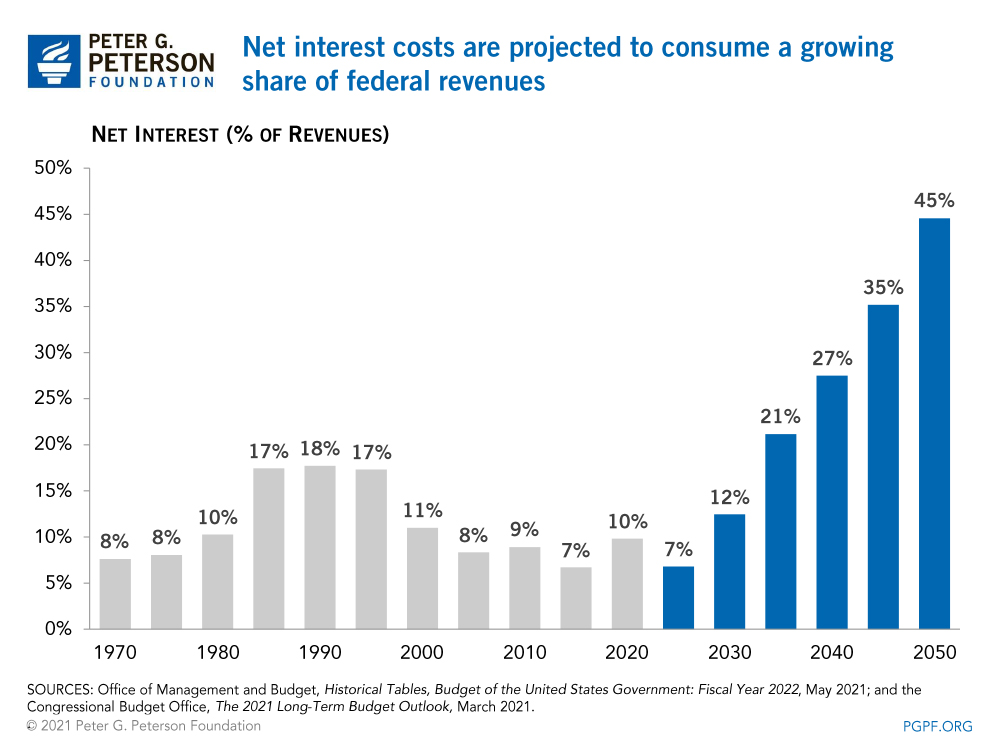 PETER G.
PETERSON
FOUNDATION
Net interest costs are projected to consume a growing
share of federal revenues
NET INTEREST (% OF REVENUES)
50%
45%
40%
35%
30%
25%
20%
15%
10%
5%
0%
8%
8%
10%
17%
18%
17%
11%
8%
9%
7%
10%
7%
12%
21%
27%
35%
45%
1970 1980 1990 2000 2010 2020 2030 2040 2050
SOURCES: Office of Management and Budget, Historical Tables, Budget of the United States Government: Fiscal Year 2022, May 2021; and the
Congressional Budget Office, The 2021 Long-Term Budget Outlook, March 2021.
© 2021 Peter G. Peterson Foundation
PGPF.ORG